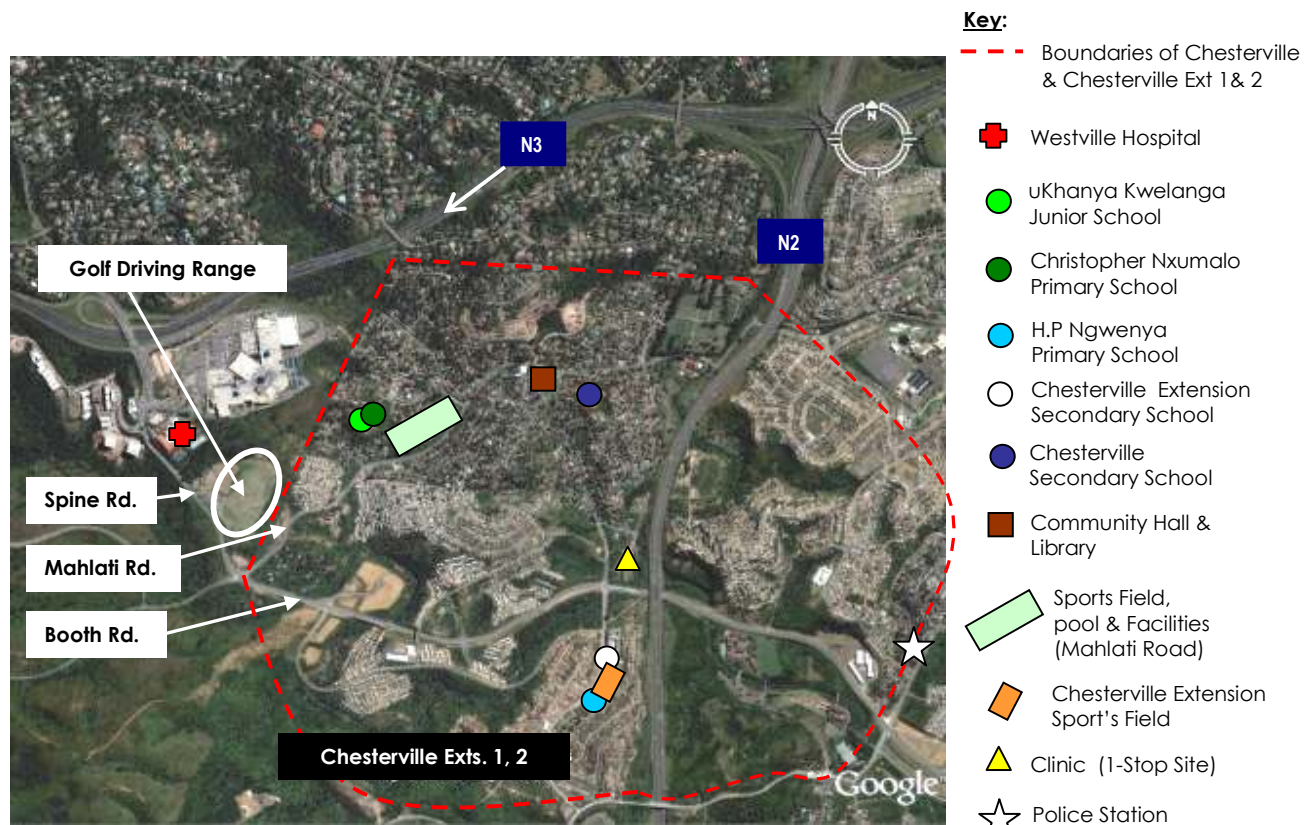 Key:
Boundaries of Chesterville
& Chesterville Ext 1& 2
Westville Hospital
uKhanya Kwelanga
Junior School
Christopher Nxumalo
Primary School
H.P Ngwenya
Primary School
Chesterville Extension
Secondary School
Chesterville
Secondary School
Community Hall &
Library
Sports Field,
pool & Facilities
(Mahlati Road)
Chesterville Extension
Sport's Field
Clinic (1-Stop Site)
Police Station
N3
N
N2
Golf Driving Range
Spine Rd.
Mahlati Rd.
Booth Rd.
Chesterville Exts. 1, 2
Google